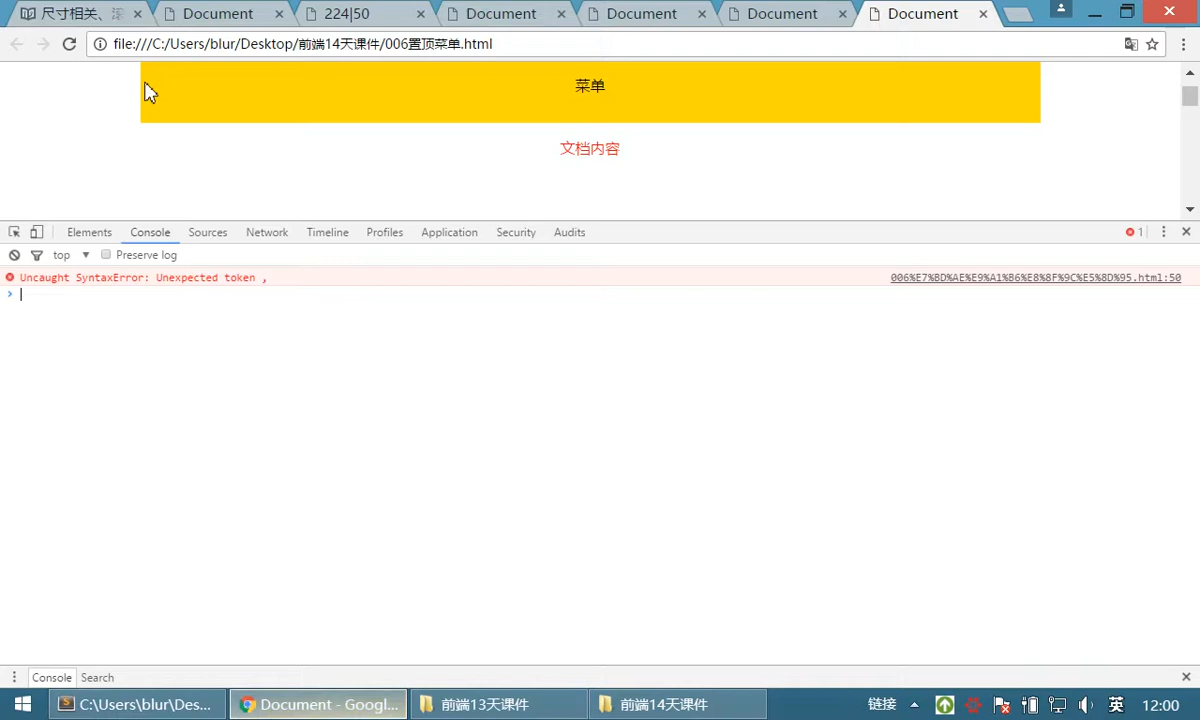 尺寸相关、滚
Document
224|50
Document
Document
Document
Document
file:///C:/Users/blur/Desktop/前端14天课件/006置顶菜单.html
菜单
文档内容
Elements Console Sources Network Timeline Profiles Application Security Audits 1
top Preserve log
Uncaught SyntaxError: Unexpected token , 006%E7%BD%AE%E9%A1%B6%E8%8F%9C%E5%8D%95.html:50
Console Search
C:\Users\blur\Des... Document - Googl... 前端13天课件 前端14天课件 链接 英 12:00